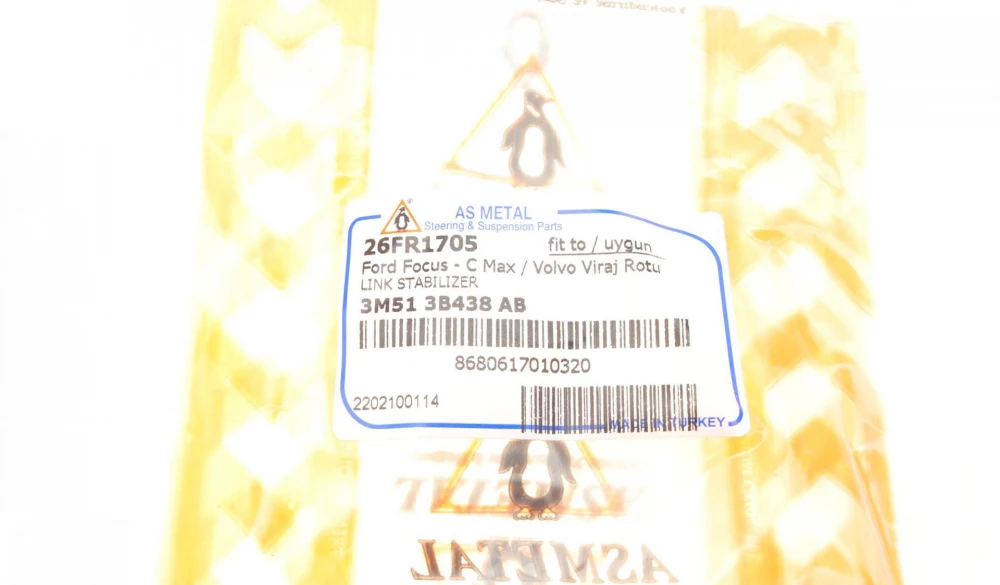 AS METAL
Steering & Suspension Parts
26FR1705 fit to / uygun
Ford Focus - C Max / Volvo Viraj Rotu
LINK STABILIZER
3M51 3B438 AB
8680617010320
2202100114
MADE IN TURKEY
ASMETAL